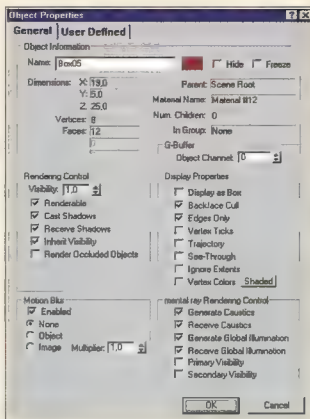 Object Properties
General User Defined
Object Information
Name: Box05
Hide Freeze
Dimensions: X: 19,0
Y: 5,0
Z: 25,0
Vertices: 8
Faces: 12
Parent: Scene Root
Material Name: Material #12
Num. Children: 0
In Group: None
G-Buffer
Object Channel: 0
Rendering Control
Visibility: 1,0
Renderable
Cast Shadows
Receive Shadows
Inherit Visibility
Render Occluded Objects
Display Properties
Display as Box
Backface Cull
Edges Only
Vertex Ticks
Trajectory
See-Through
Ignore Extents
Vertex Colors Shaded
Motion Blur
Enabled
None
Object
Image Multiplier: 1,0
mental ray Rendering Control
Generate Caustics
Receive Caustics
Generate Global Illumination
Receive Global Illumination
Primary Visibility
Secondary Visibility
OK Cancel